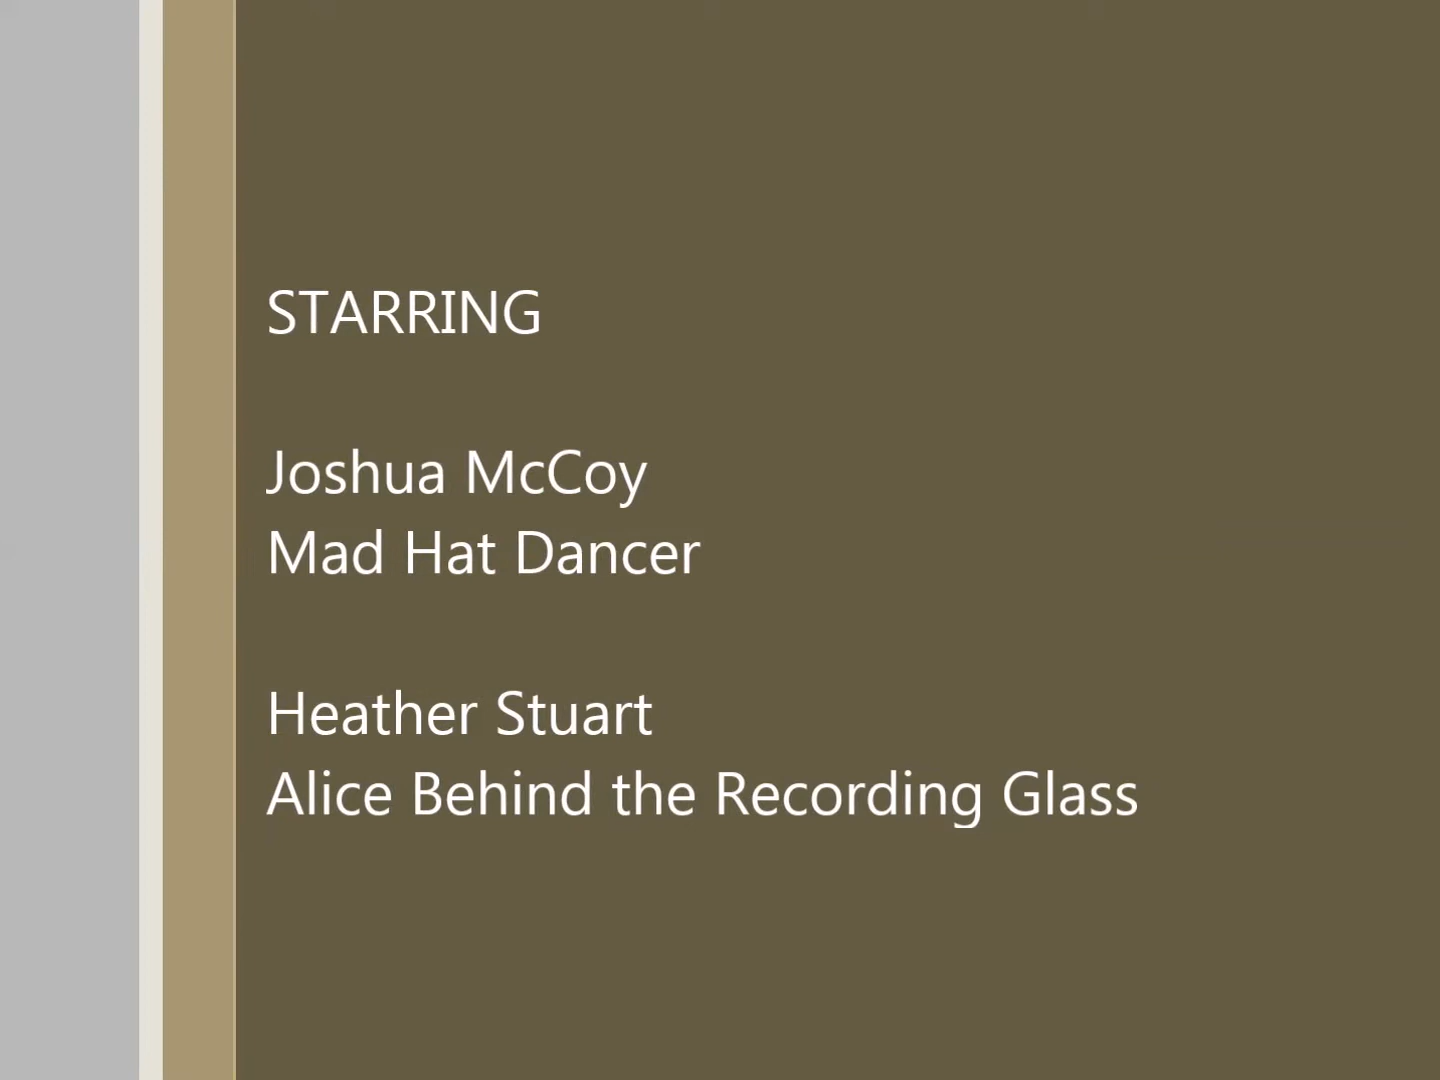 STARRING
Joshua McCoy
Mad Hat Dancer
Heather Stuart
Alice Behind the Recording Glass